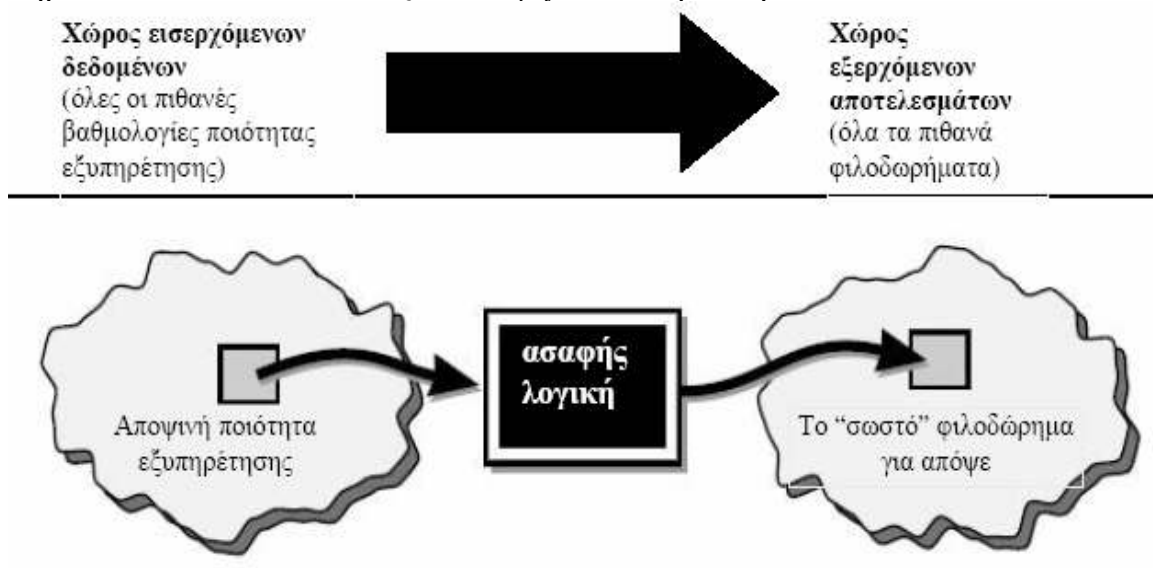 Χώρος εισερχόμενων
δεδομένων
(όλες οι πιθανές
βαθμολογίες ποιότητας
εξυπηρέτησης)
Χώρος
εξερχόμενων
αποτελεσμάτων
(όλα τα πιθανά
φιλοδωρήματα)
Αποψινή ποιότητα
εξυπηρέτησης
ασαφής
λογική
Το “σωστό” φιλοδώρημα
για απόψε